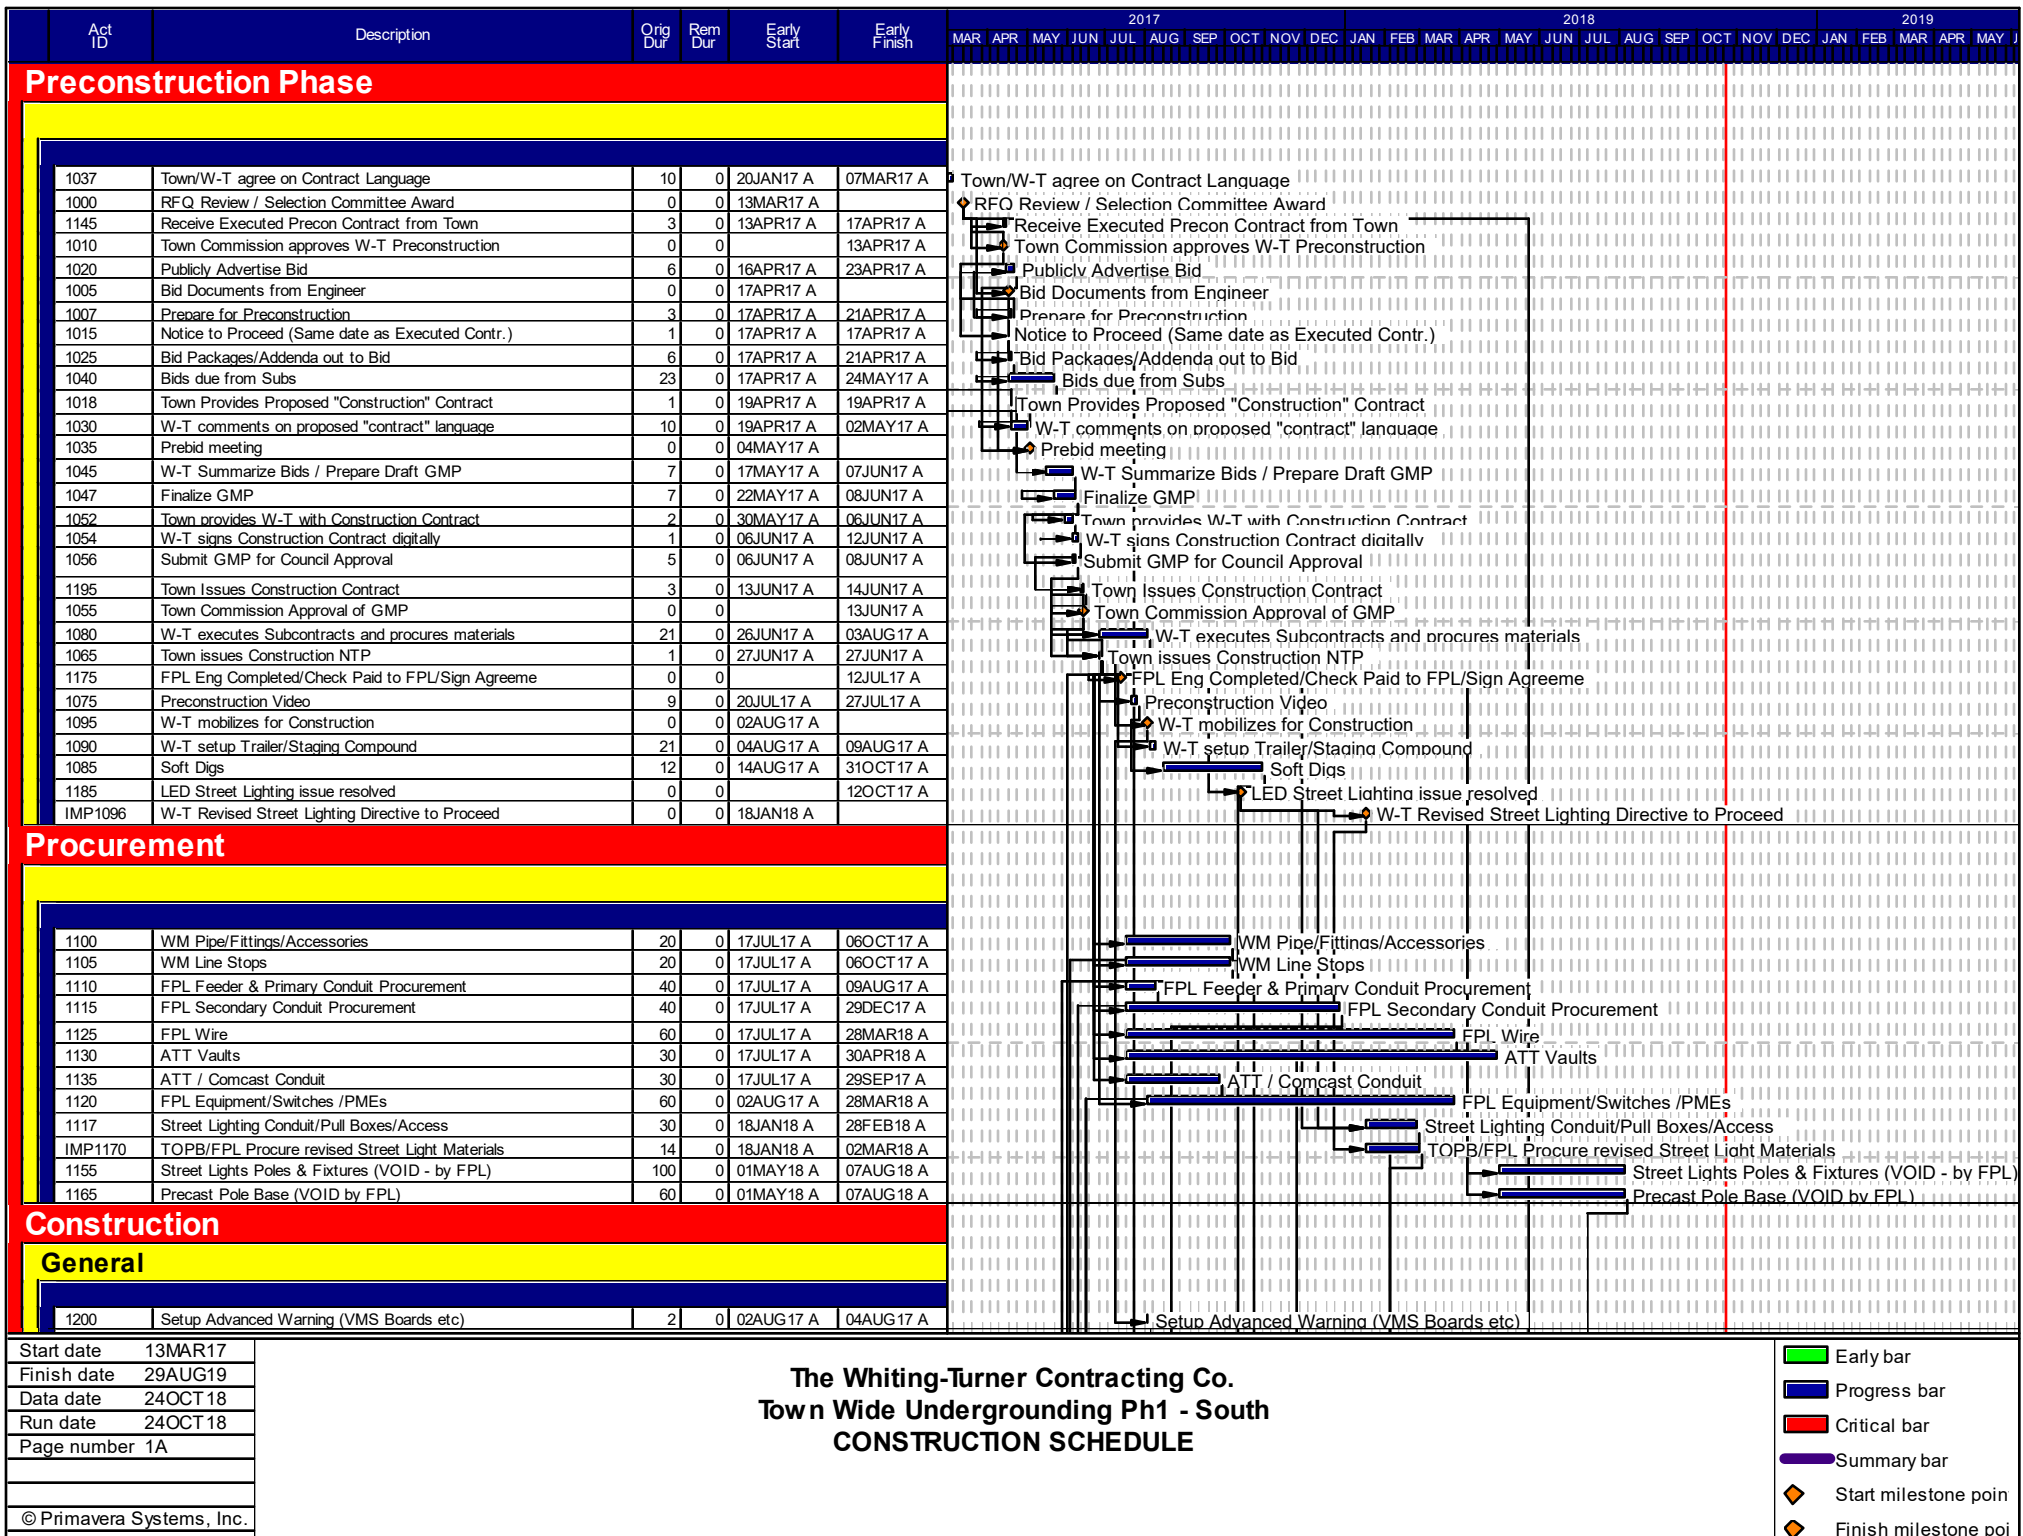 Act ID Description Orig Dur Rem Dur Early Start Early Finish
2017 2018 2019
MAR APR MAY JUN JUL AUG SEP OCT NOV DEC JAN FEB MAR APR MAY JUN JUL AUG SEP OCT NOV DEC JAN FEB MAR APR MAY
Preconstruction Phase
1037 Town/W-T agree on Contract Language 10 0 20JAN17 A 07MAR17 A Town/W-T agree on Contract Language
1000 RFQ Review / Selection Committee Award 0 0 13MAR17 A RFQ Review / Selection Committee Award
1145 Receive Executed Precon Contract from Town 3 0 13APR17 A 17APR17 A Receive Executed Precon Contract from Town
1010 Town Commission approves W-T Preconstruction 0 0 13APR17 A Town Commission approves W-T Preconstruction
1020 Publicly Advertise Bid 6 0 16APR17 A 23APR17 A Publicly Advertise Bid
1005 Bid Documents from Engineer 0 0 17APR17 A Bid Documents from Engineer
1007 Prepare for Preconstruction 3 0 17APR17 A 21APR17 A Prepare for Preconstruction
1015 Notice to Proceed (Same date as Executed Contr.) 1 0 17APR17 A 17APR17 A Notice to Proceed (Same date as Executed Contr.)
1025 Bid Packages/Addenda out to Bid 6 0 17APR17 A 21APR17 A Bid Packages/Addenda out to Bid
1040 Bids due from Subs 23 0 17APR17 A 24MAY17 A Bids due from Subs
1018 Town Provides Proposed "Construction" Contract 1 0 19APR17 A 19APR17 A Town Provides Proposed "Construction" Contract
1030 W-T comments on proposed "contract" language 10 0 19APR17 A 02MAY17 A W-T comments on proposed "contract" language
1035 Prebid meeting 0 0 04MAY17 A Prebid meeting
1045 W-T Summarize Bids / Prepare Draft GMP 7 0 17MAY17 A 07JUN17 A W-T Summarize Bids / Prepare Draft GMP
1047 Finalize GMP 7 0 22MAY17 A 08JUN17 A Finalize GMP
1052 Town provides W-T with Construction Contract 2 0 30MAY17 A 06JUN17 A Town provides W-T with Construction Contract
1054 W-T signs Construction Contract digitally 1 0 06JUN17 A 12JUN17 A W-T signs Construction Contract digitally
1056 Submit GMP for Council Approval 5 0 06JUN17 A 08JUN17 A Submit GMP for Council Approval
1195 Town Issues Construction Contract 3 0 13JUN17 A 14JUN17 A Town Issues Construction Contract
1055 Town Commission Approval of GMP 0 0 13JUN17 A Town Commission Approval of GMP
1080 W-T executes Subcontracts and procures materials 21 0 26JUN17 A 03AUG17 A W-T executes Subcontracts and procures materials
1065 Town issues Construction NTP 1 0 27JUN17 A 27JUN17 A Town issues Construction NTP
1175 FPL Eng Completed/Check Paid to FPL/Sign Agreeme 0 0 12JUL17 A FPL Eng Completed/Check Paid to FPL/Sign Agreeme
1075 Preconstruction Video 9 0 20JUL17 A 27JUL17 A Preconstruction Video
1095 W-T mobilizes for Construction 0 0 02AUG17 A W-T mobilizes for Construction
1090 W-T setup Trailer/Staging Compound 21 0 04AUG17 A 09AUG17 A W-T setup Trailer/Staging Compound
1085 Soft Digs 12 0 14AUG17 A 31OCT17 A Soft Digs
1185 LED Street Lighting issue resolved 0 0 12OCT17 A LED Street Lighting issue resolved
IMP1096 W-T Revised Street Lighting Directive to Proceed 0 0 18JAN18 A W-T Revised Street Lighting Directive to Proceed
Procurement
1100 WM Pipe/Fittings/Accessories 20 0 17JUL17 A 06OCT17 A WM Pipe/Fittings/Accessories
1105 WM Line Stops 20 0 17JUL17 A 06OCT17 A WM Line Stops
1110 FPL Feeder & Primary Conduit Procurement 40 0 17JUL17 A 09AUG17 A FPL Feeder & Primary Conduit Procurement
1115 FPL Secondary Conduit Procurement 40 0 17JUL17 A 29DEC17 A FPL Secondary Conduit Procurement
1125 FPL Wire 60 0 17JUL17 A 28MAR18 A FPL Wire
1130 ATT Vaults 30 0 17JUL17 A 30APR18 A ATT Vaults
1135 ATT / Comcast Conduit 30 0 17JUL17 A 29SEP17 A ATT / Comcast Conduit
1120 FPL Equipment/Switches /PMEs 60 0 02AUG17 A 28MAR18 A FPL Equipment/Switches /PMEs
1117 Street Lighting Conduit/Pull Boxes/Access 30 0 18JAN18 A 28FEB18 A Street Lighting Conduit/Pull Boxes/Access
IMP1170 TOPB/FPL Procure revised Street Light Materials 14 0 18JAN18 A 02MAR18 A TOPB/FPL Procure revised Street Light Materials
1155 Street Lights Poles & Fixtures (VOID - by FPL) 100 0 01MAY18 A 07AUG18 A Street Lights Poles & Fixtures (VOID - by FPL)
1165 Precast Pole Base (VOID by FPL) 60 0 01MAY18 A 07AUG18 A Precast Pole Base (VOID by FPL)
Construction
General
1200 Setup Advanced Warning (VMS Boards etc) 2 0 02AUG17 A 04AUG17 A Setup Advanced Warning (VMS Boards etc)
Start date 13MAR17
Finish date 29AUG19
Data date 24OCT18
Run date 24OCT18
Page number 1A
© Primavera Systems, Inc.
The Whiting-Turner Contracting Co.
Town Wide Undergrounding Ph1 - South
CONSTRUCTION SCHEDULE
Early bar
Progress bar
Critical bar
Summary bar
Start milestone poin
Finish milestone poi